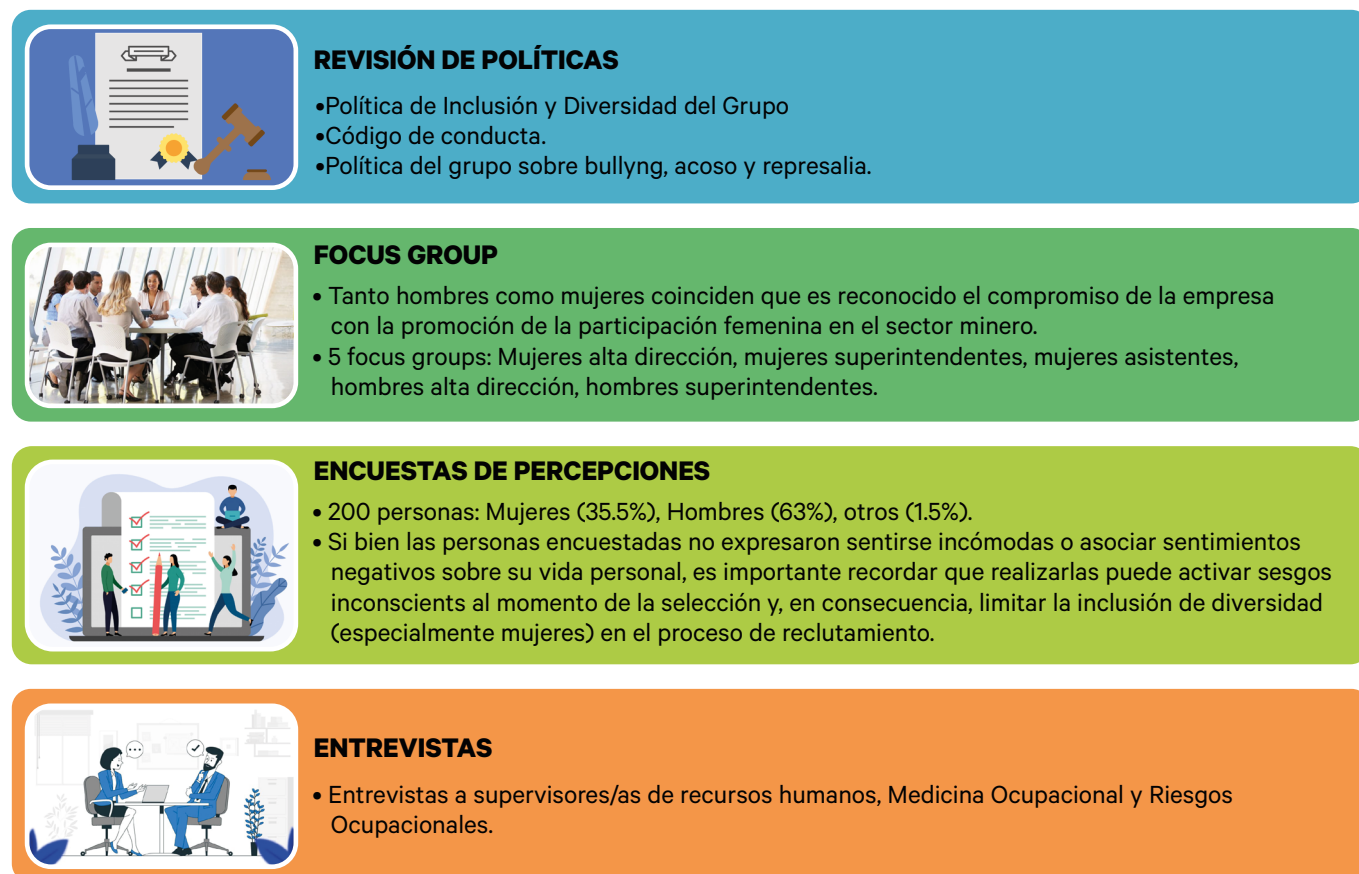 REVISIÓN DE POLÍTICAS
•Política de Inclusión y Diversidad del Grupo
•Código de conducta.
•Política del grupo sobre bullyng, acoso y represalia.
FOCUS GROUP
• Tanto hombres como mujeres coinciden que es reconocido el compromiso de la empresa
con la promoción de la participación femenina en el sector minero.
• 5 focus groups: Mujeres alta dirección, mujeres superintendentes, mujeres asistentes,
hombres alta dirección, hombres superintendentes.
ENCUESTAS DE PERCEPCIONES
• 200 personas: Mujeres (35.5%), Hombres (63%), otros (1.5%).
• Si bien las personas encuestadas no expresaron sentirse incómodas o asociar sentimientos
negativos sobre su vida personal, es importante recordar que realizarlas puede activar sesgos
inconscients al momento de la selección y, en consecuencia, limitar la inclusión de diversidad
(especialmente mujeres) en el proceso de reclutamiento.
ENTREVISTAS
• Entrevistas a supervisores/as de recursos humanos, Medicina Ocupacional y Riesgos
Ocupacionales.